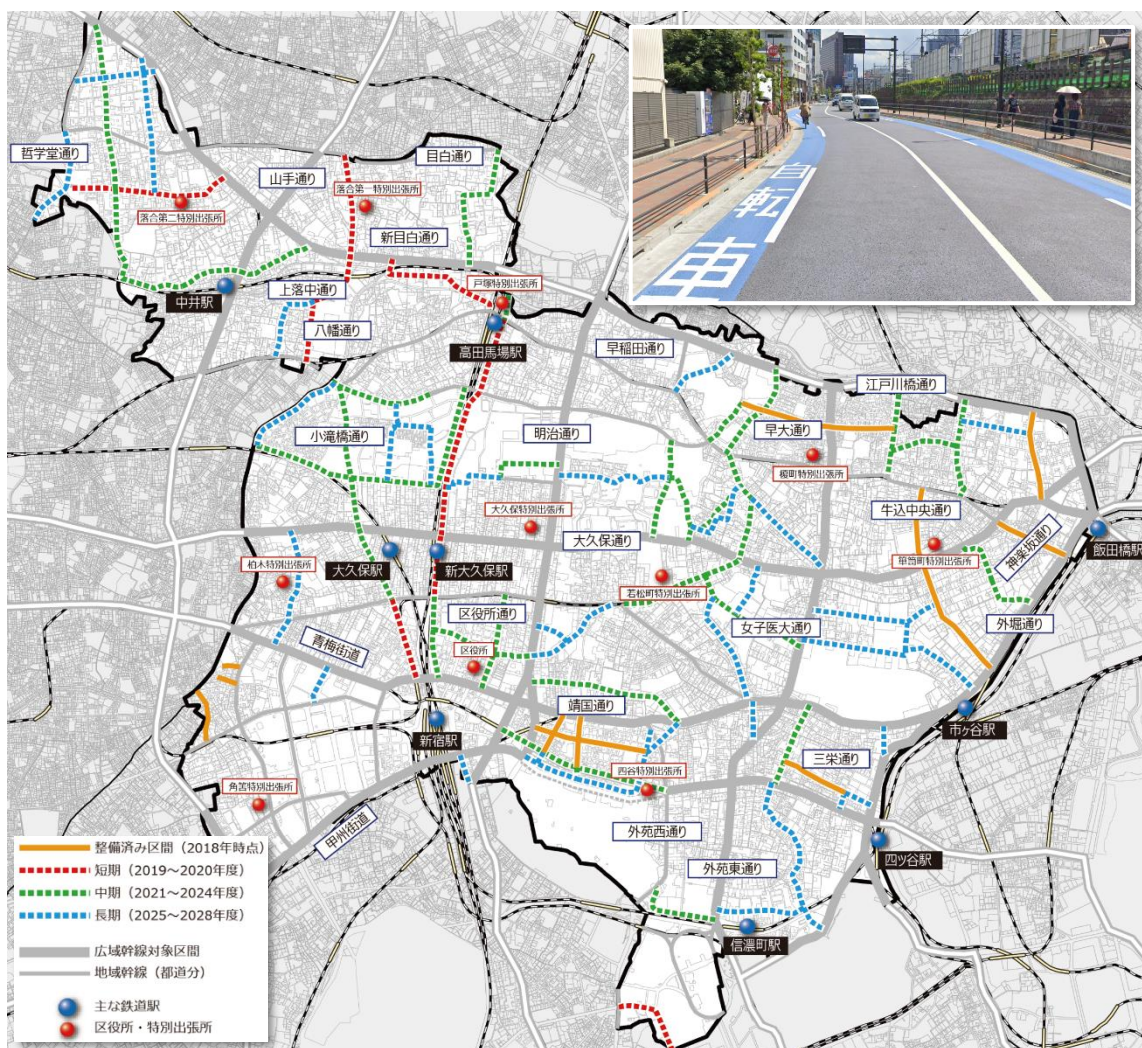 自転車
哲学堂通り
目白通り
山手通り
落合第一特別出張所
落合第二特別出張所
新目白通り
戸塚特別出張所
中井駅
上落中通り
八幡通り
高田馬場駅
早稲田通り
江戸川橋通り
小滝橋通り
明治通り
早大通り
榎町特別出張所
大久保特別出張所
牛込中央通り
大久保通り
神楽坂通り
飯田橋駅
柏木特別出張所
大久保駅
新大久保駅
箪笥町特別出張所
若松町特別出張所
区役所通り
女子医大通り
外堀通り
青梅街道
区役所
靖国通り
市ヶ谷駅
新宿駅
三栄通り
四谷特別出張所
角筈特別出張所
甲州街道
外苑西通り
外苑東通り
四ツ谷駅
信濃町駅
整備済み区間（2018年時点）
短期（2019～2020年度）
中期（2021～2024年度）
長期（2025～2028年度）
広域幹線対象区間
地域幹線（都道分）
主な鉄道駅
区役所・特別出張所